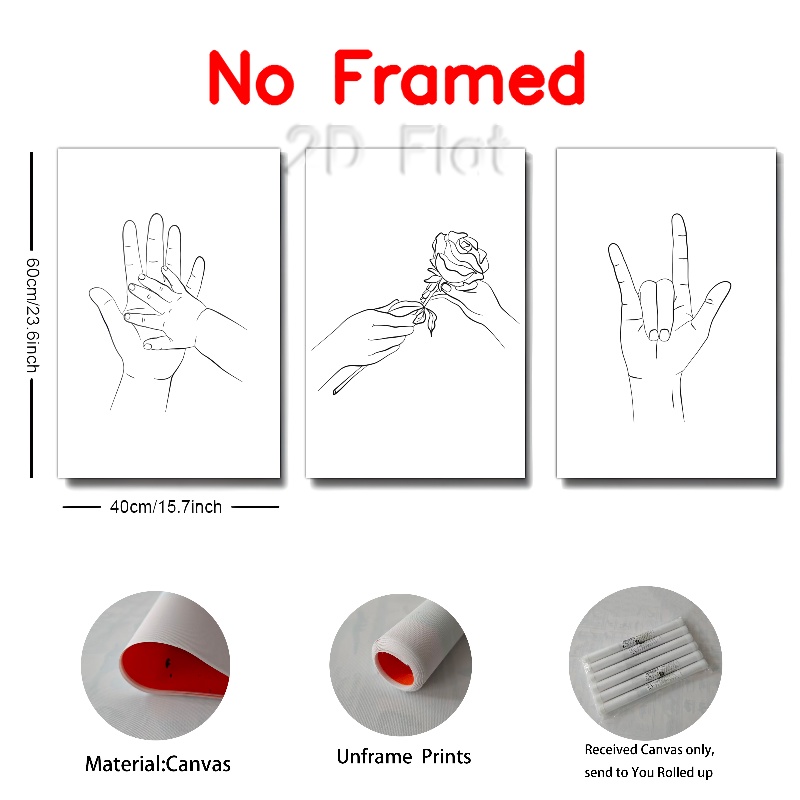 No Framed
2D Flat
60cm/23.6inch
40cm/15.7inch
Material:Canvas
Unframe Prints
Received Canvas only,
send to You Rolled up